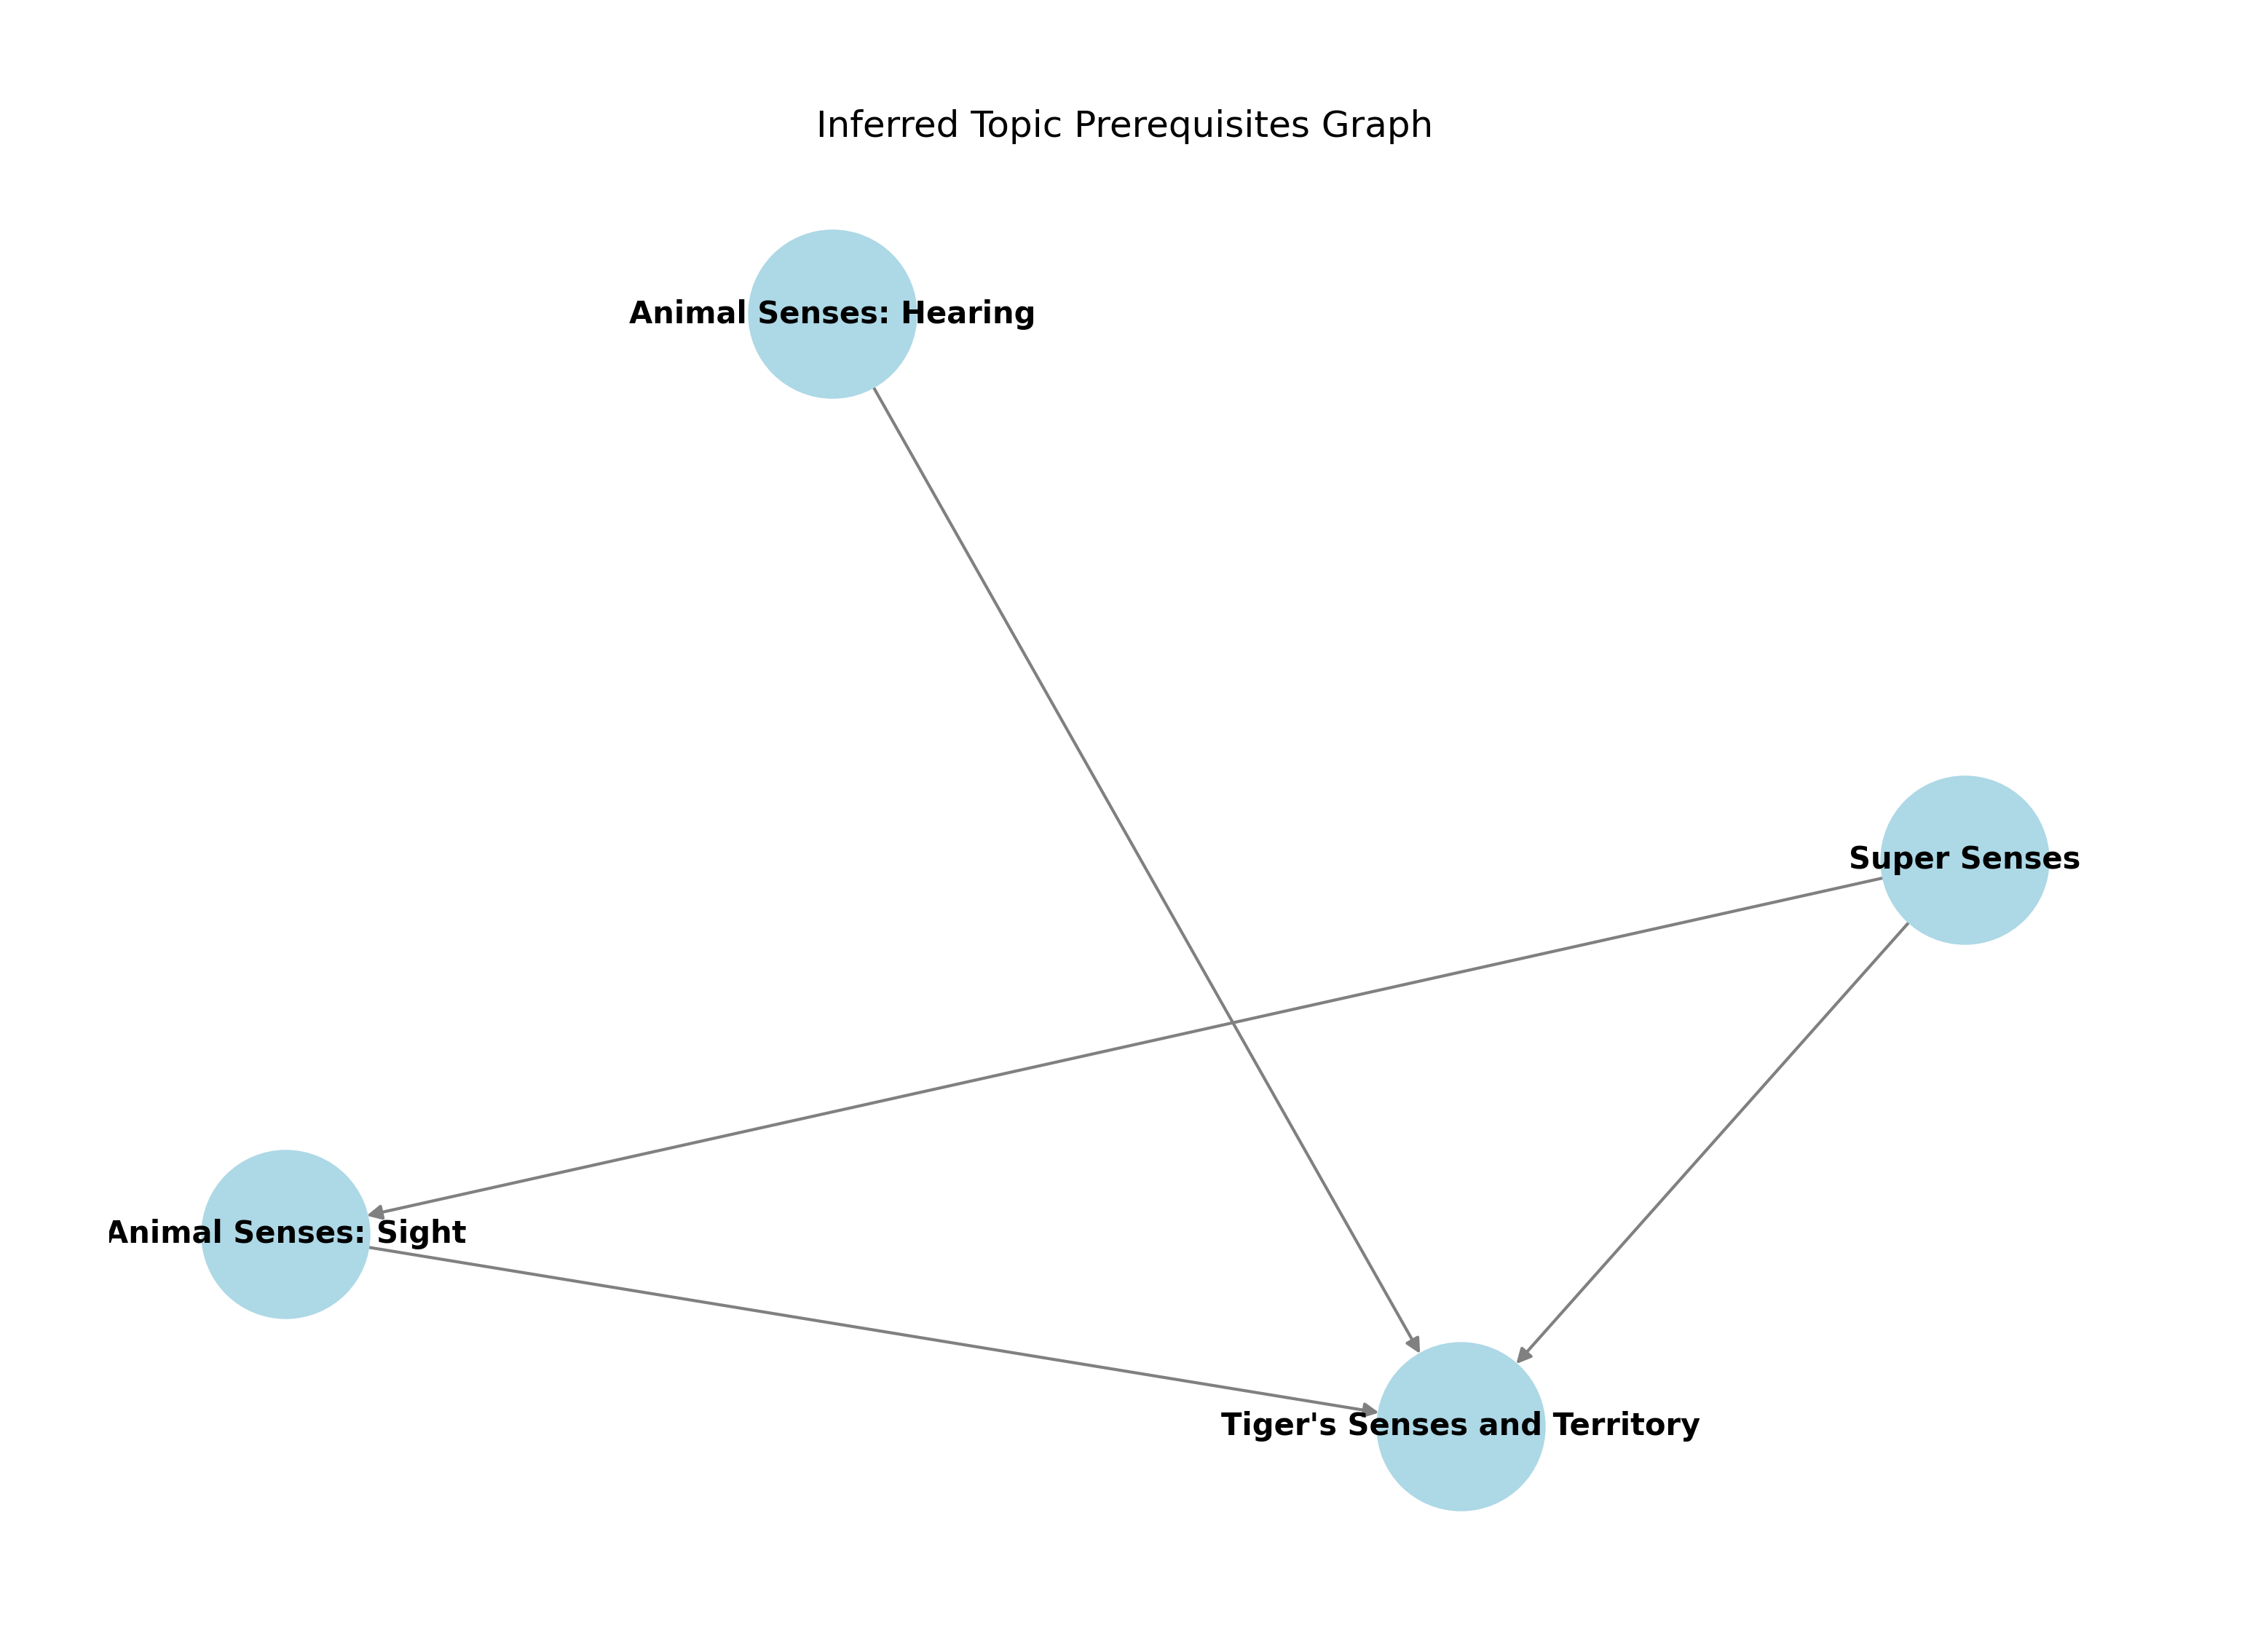 Inferred Topic Prerequisites Graph
Animal Senses: Hearing
Super Senses
Animal Senses: Sight
Tiger's Senses and Territory